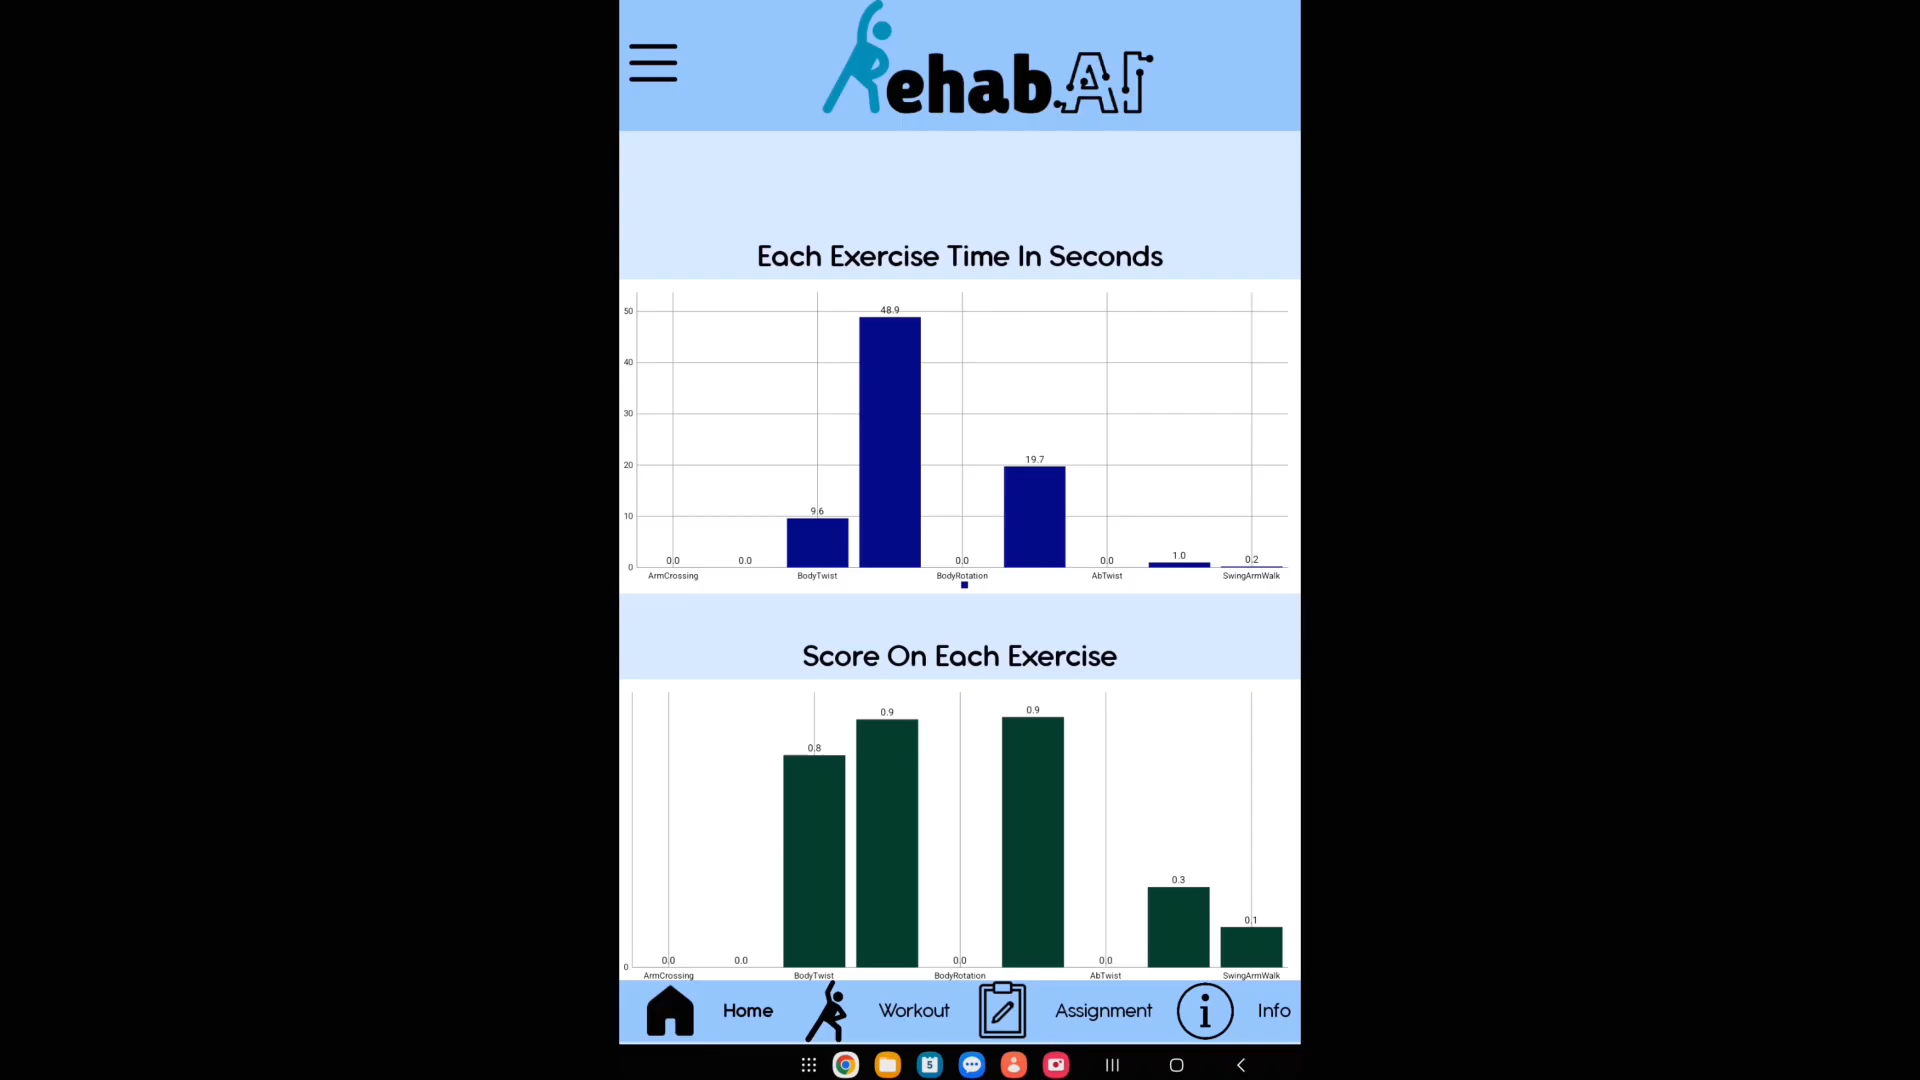 Rehab.AI
Each Exercise Time In Seconds
50
40
30
20
10
0
0.0
0.0
9.6
48.9
0.0
19.7
0.0
1.0
0.2
ArmCrossing
BodyTwist
BodyRotation
AbTwist
SwingArmWalk
Score On Each Exercise
0
0.0
0.0
0.8
0.9
0.0
0.9
0.0
0.3
0.1
ArmCrossing
BodyTwist
BodyRotation
AbTwist
SwingArmWalk
Home
Workout
Assignment
i
Info
5